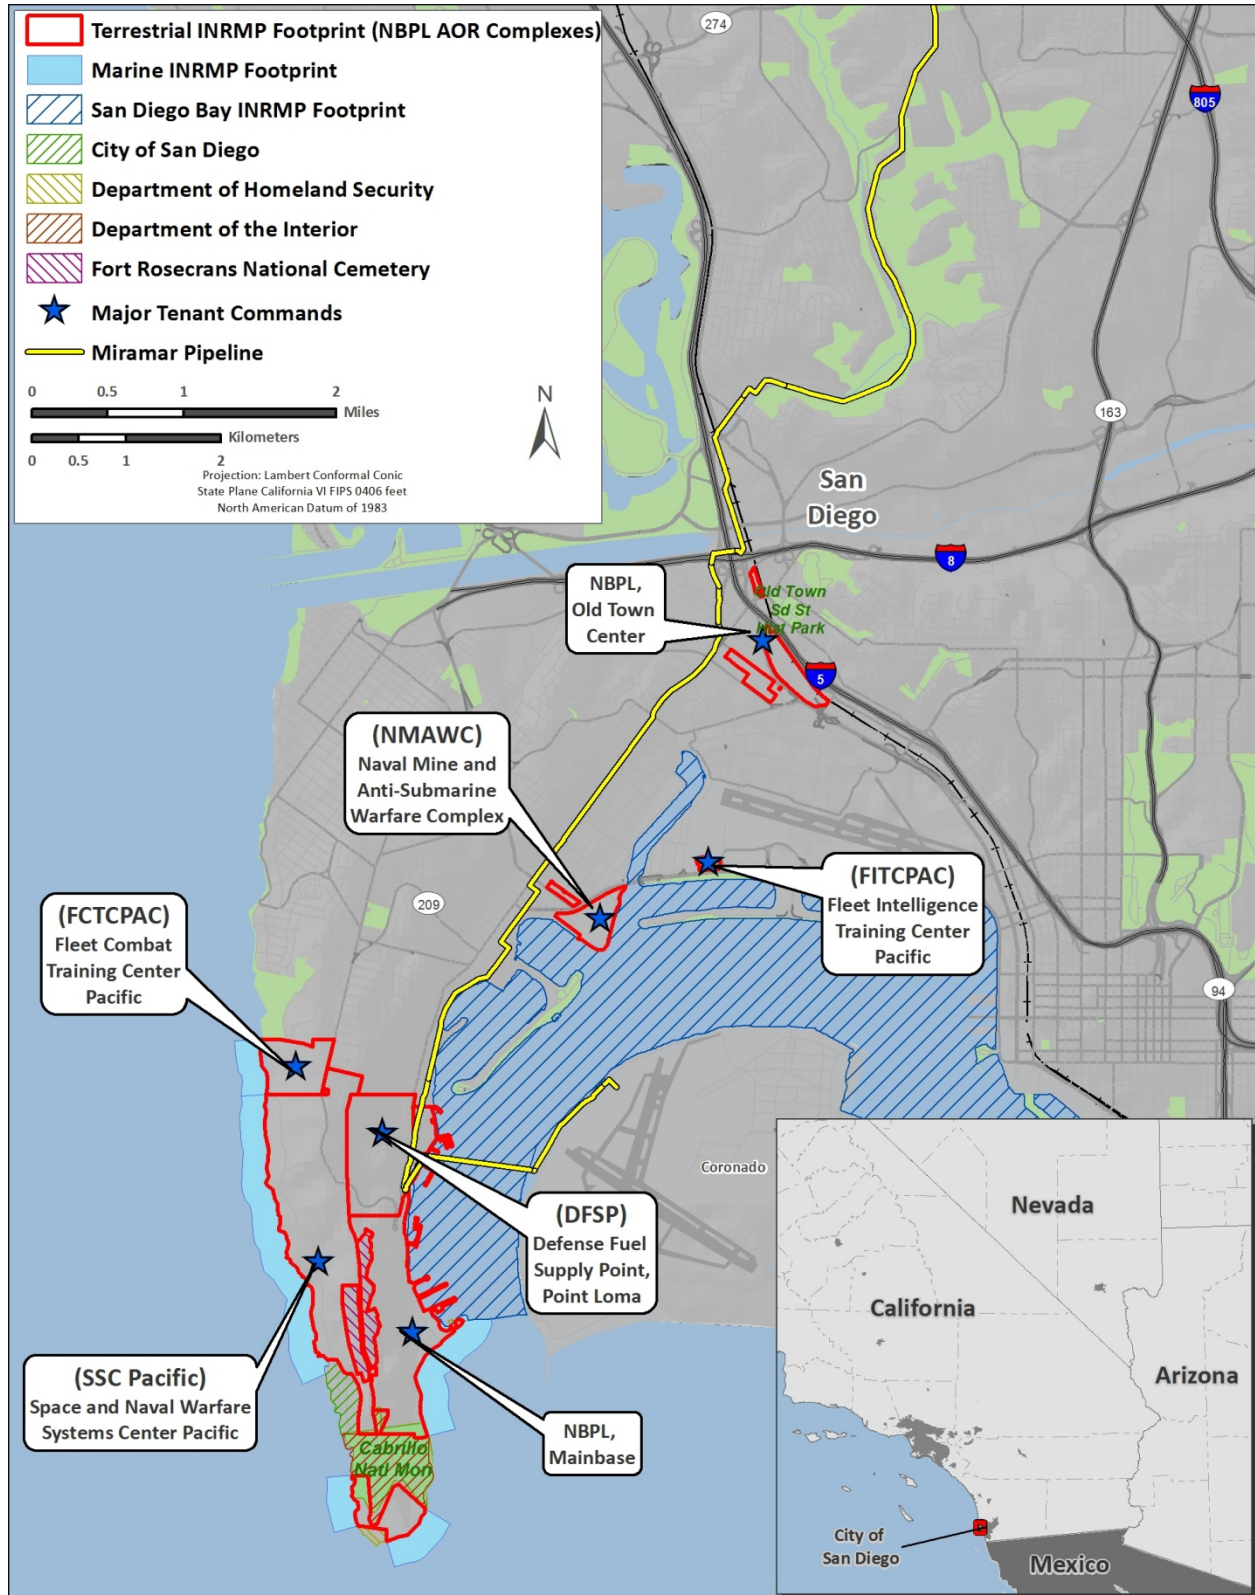 Terrestrial INRMP Footprint (NBPL AOR Complexes)
Marine INRMP Footprint
San Diego Bay INRMP Footprint
City of San Diego
Department of Homeland Security
Department of the Interior
Fort Rosecrans National Cemetery
Major Tenant Commands
Miramar Pipeline
0 0.5 1 2
Miles
Kilometers
0 0.5 1 2
Projection: Lambert Conformal Conic
State Plane California VI FIPS 0406 feet
North American Datum of 1983
N
274
805
163
San
Diego
8
NBPL,
Old Town
Center
Old Town
Sd St
Hist Park
5
(NMAWC)
Naval Mine and
Anti-Submarine
Warfare Complex
(FITCPAC)
Fleet Intelligence
Training Center
Pacific
209
(FCTCPAC)
Fleet Combat
Training Center
Pacific
94
Coronado
(DFSP)
Defense Fuel
Supply Point,
Point Loma
(SSC Pacific)
Space and Naval Warfare
Systems Center Pacific
NBPL,
Mainbase
Cabrillo
Natl Mon
Nevada
California
Arizona
City of
San Diego
Mexico